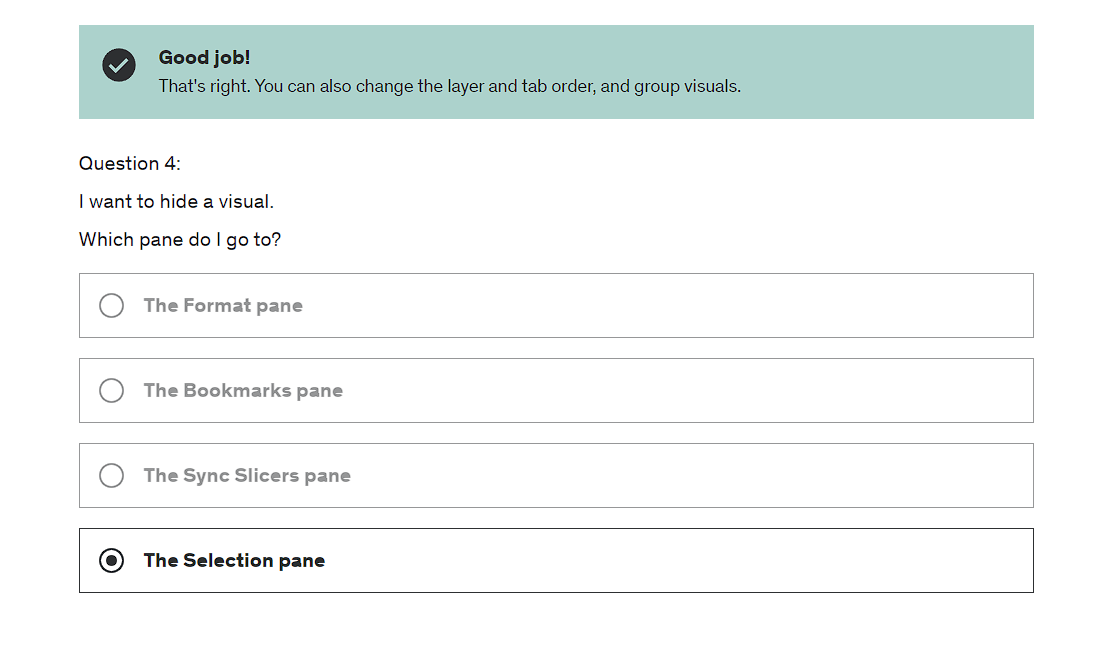 Good job!
That's right. You can also change the layer and tab order, and group visuals.
Question 4:
I want to hide a visual.
Which pane do I go to?
The Format pane
The Bookmarks pane
The Sync Slicers pane
The Selection pane